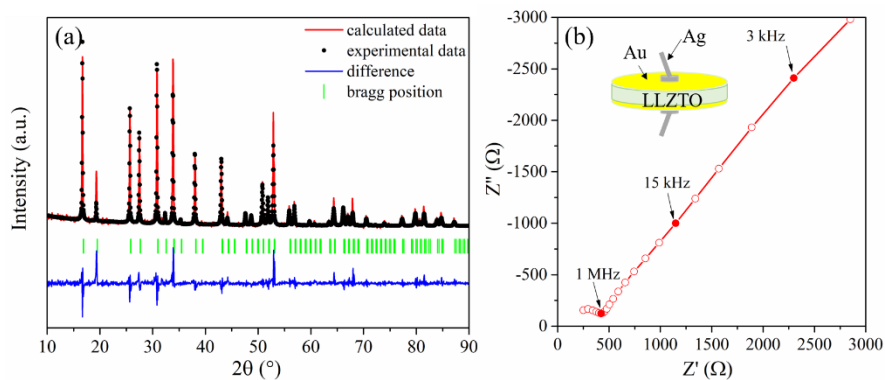 (a)
calculated data
experimental data
difference
bragg position
Intensity (a.u.)
10 20 30 40 50 60 70 80 90
2θ (°)
(b)
Ag
Au
LLZTO
3 kHz
15 kHz
1 MHz
-3000
-2500
-2000
-1500
-1000
-500
0
Z'' (Ω)
0 500 1000 1500 2000 2500 3000
Z' (Ω)